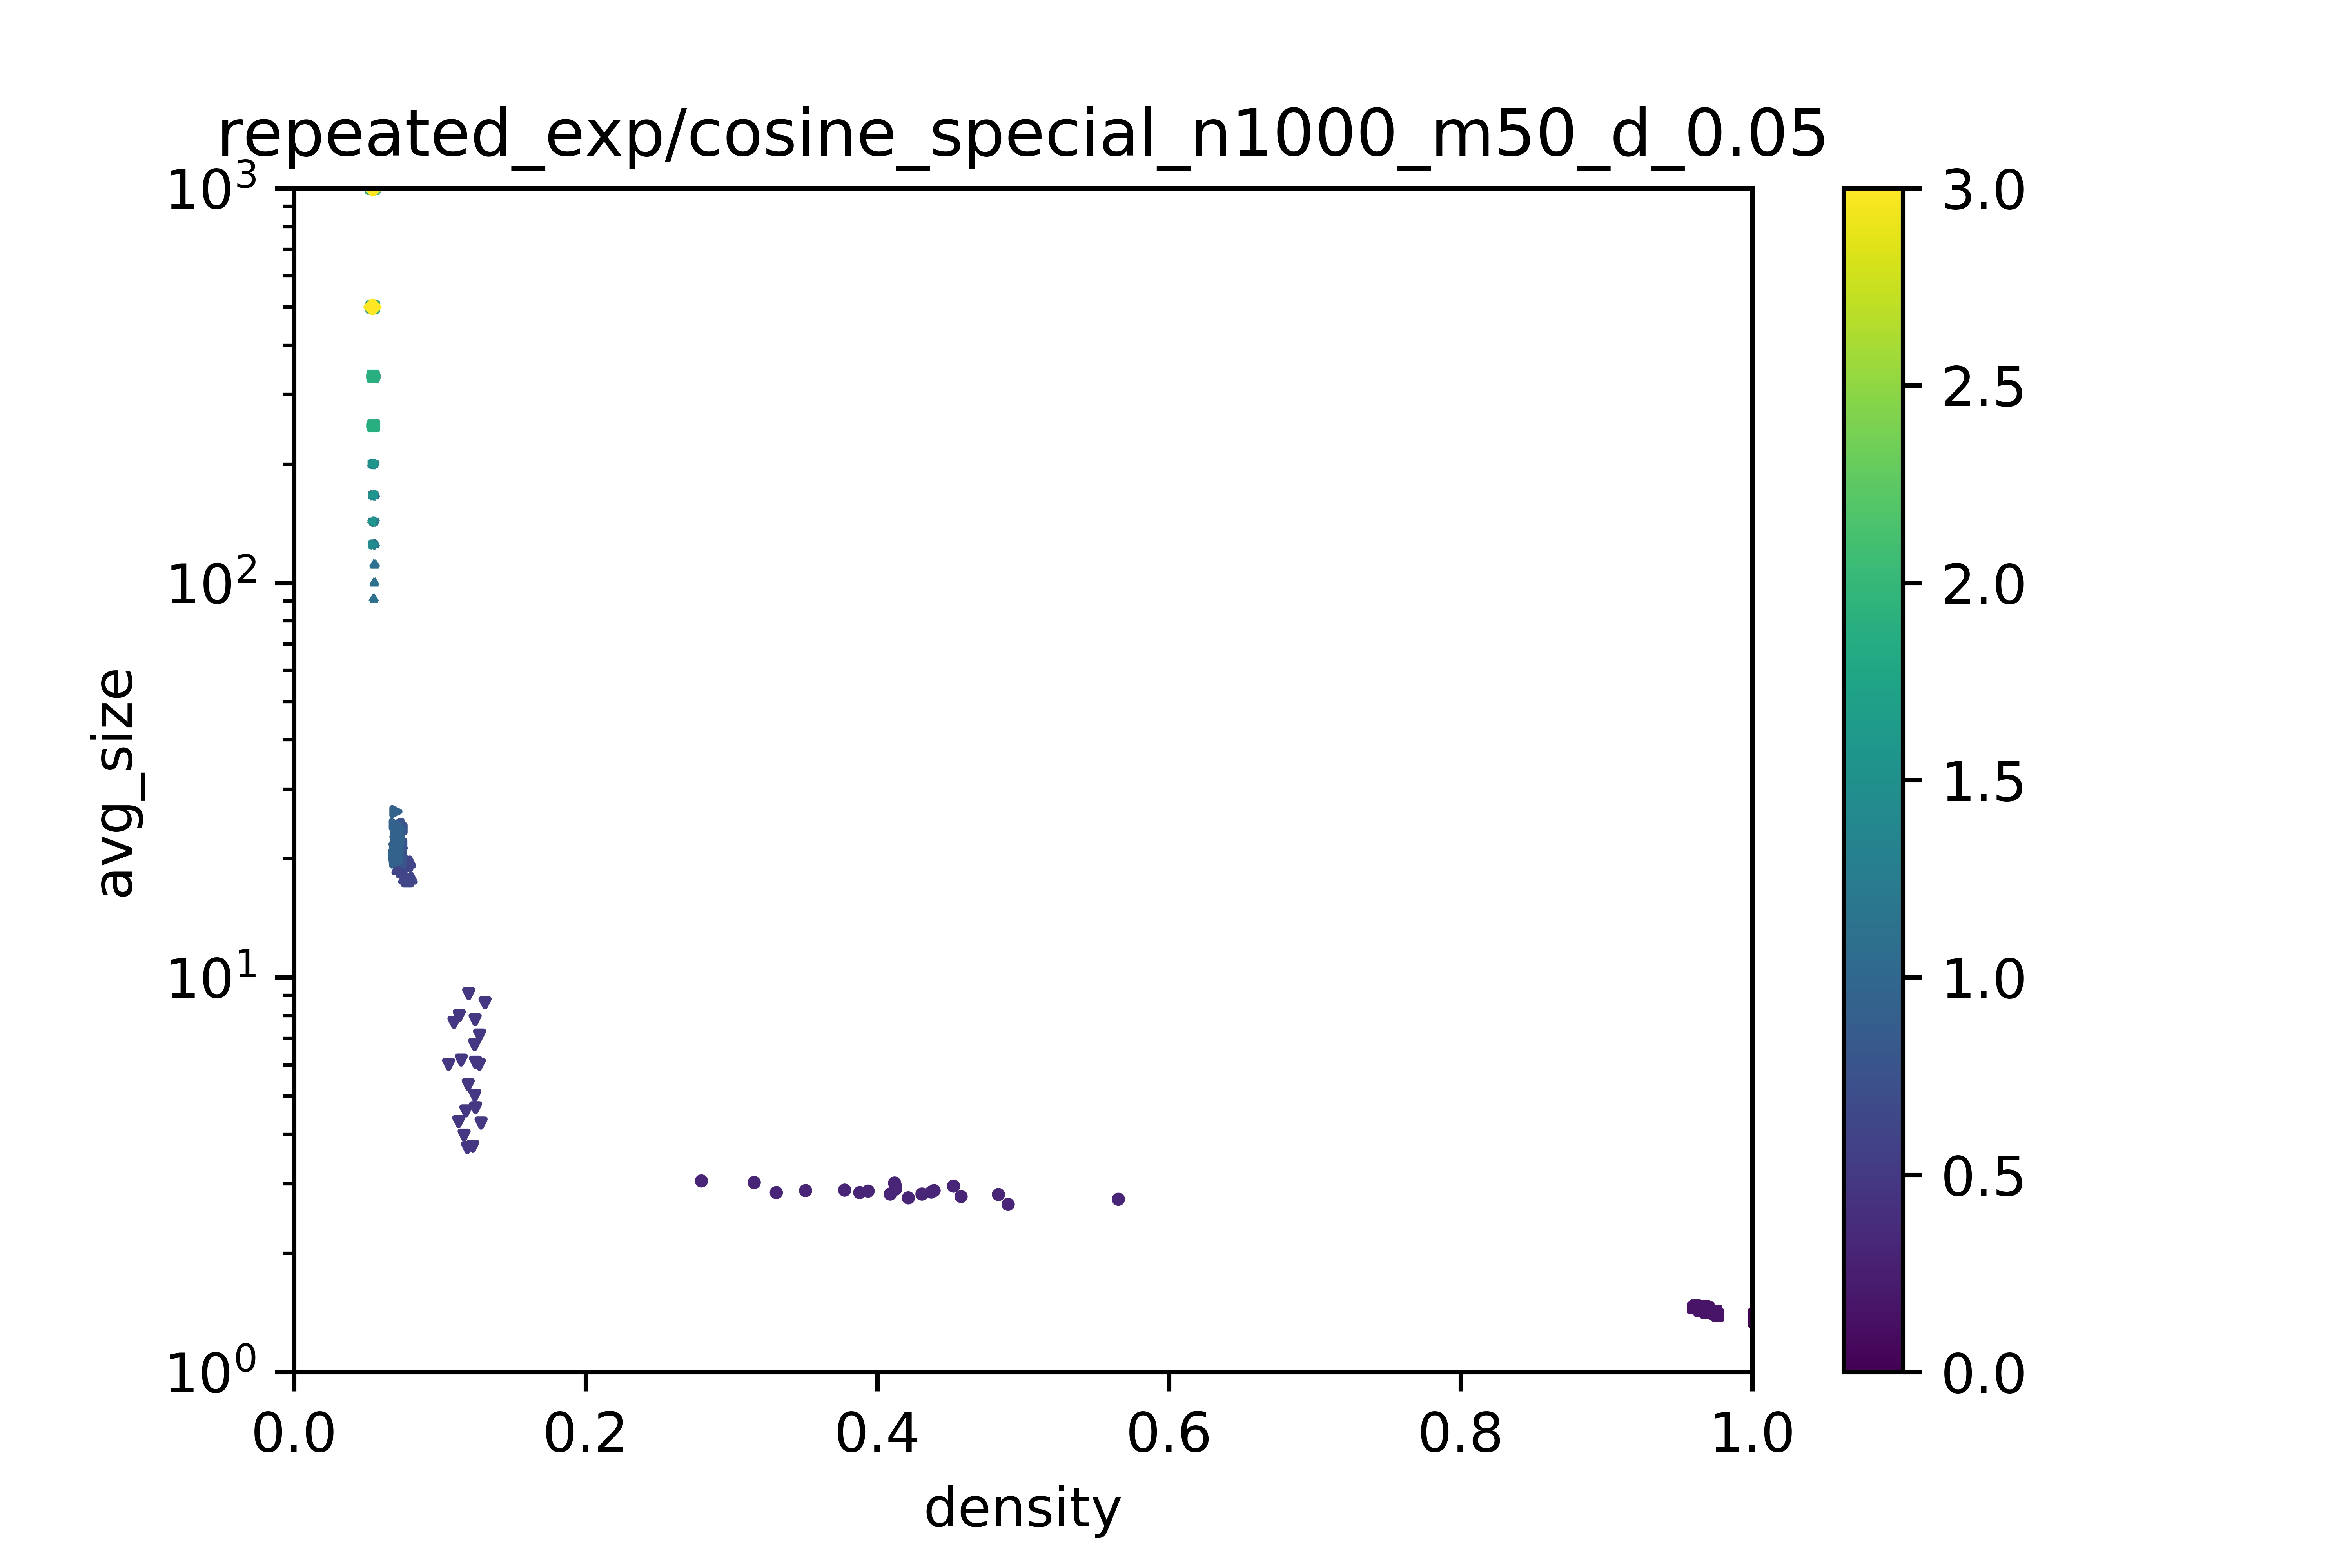 repeated_exp/cosine_special_n1000_m50_d_0.05
10³
10²
10¹
10⁰
avg_size
0.0 0.2 0.4 0.6 0.8 1.0
density
3.0
2.5
2.0
1.5
1.0
0.5
0.0